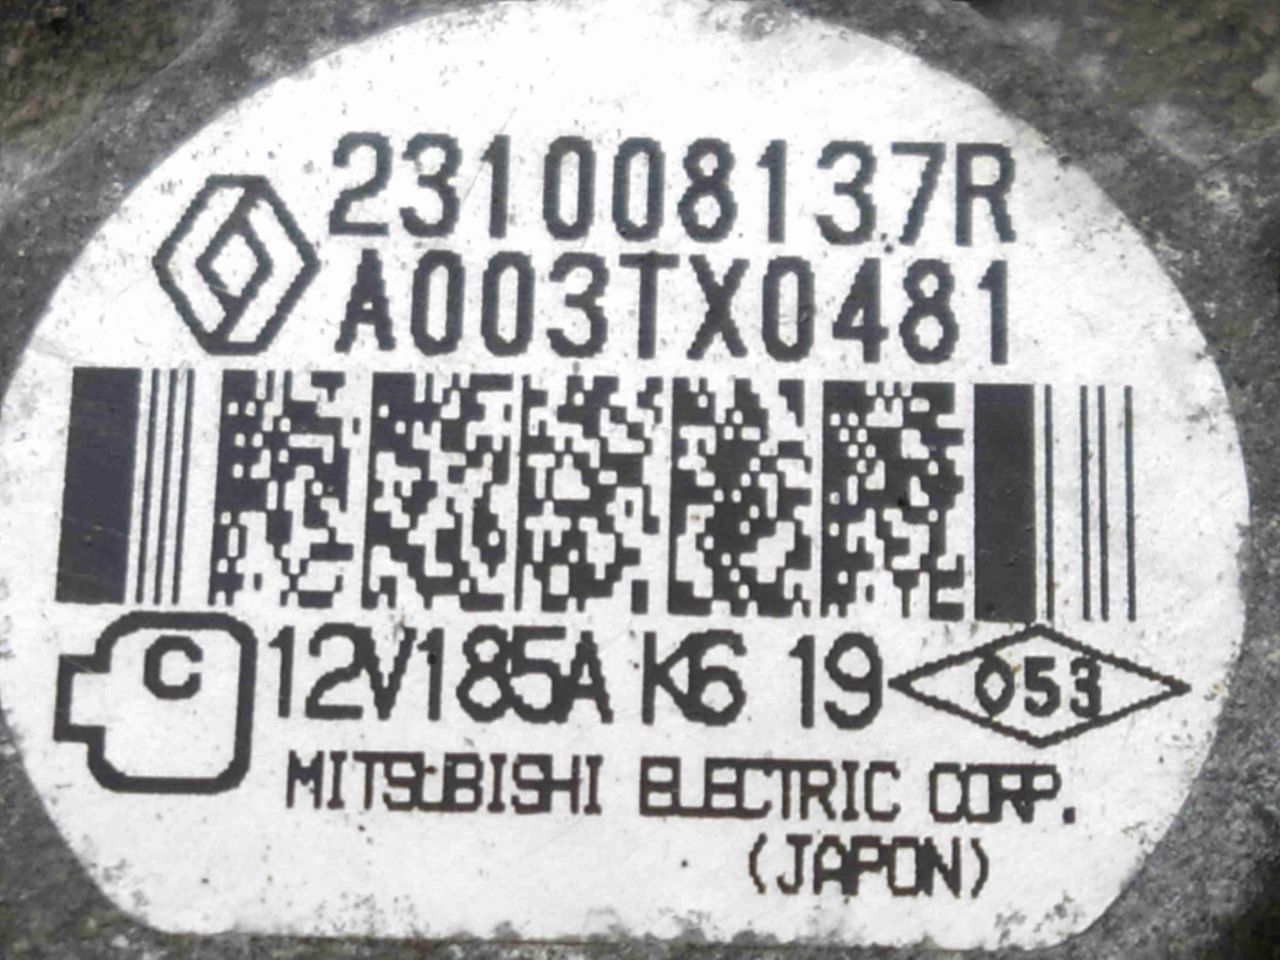 231008137R
A003TX0481
C 12V185A K6 19 053
MITSUBISHI ELECTRIC CORP.
(JAPON)